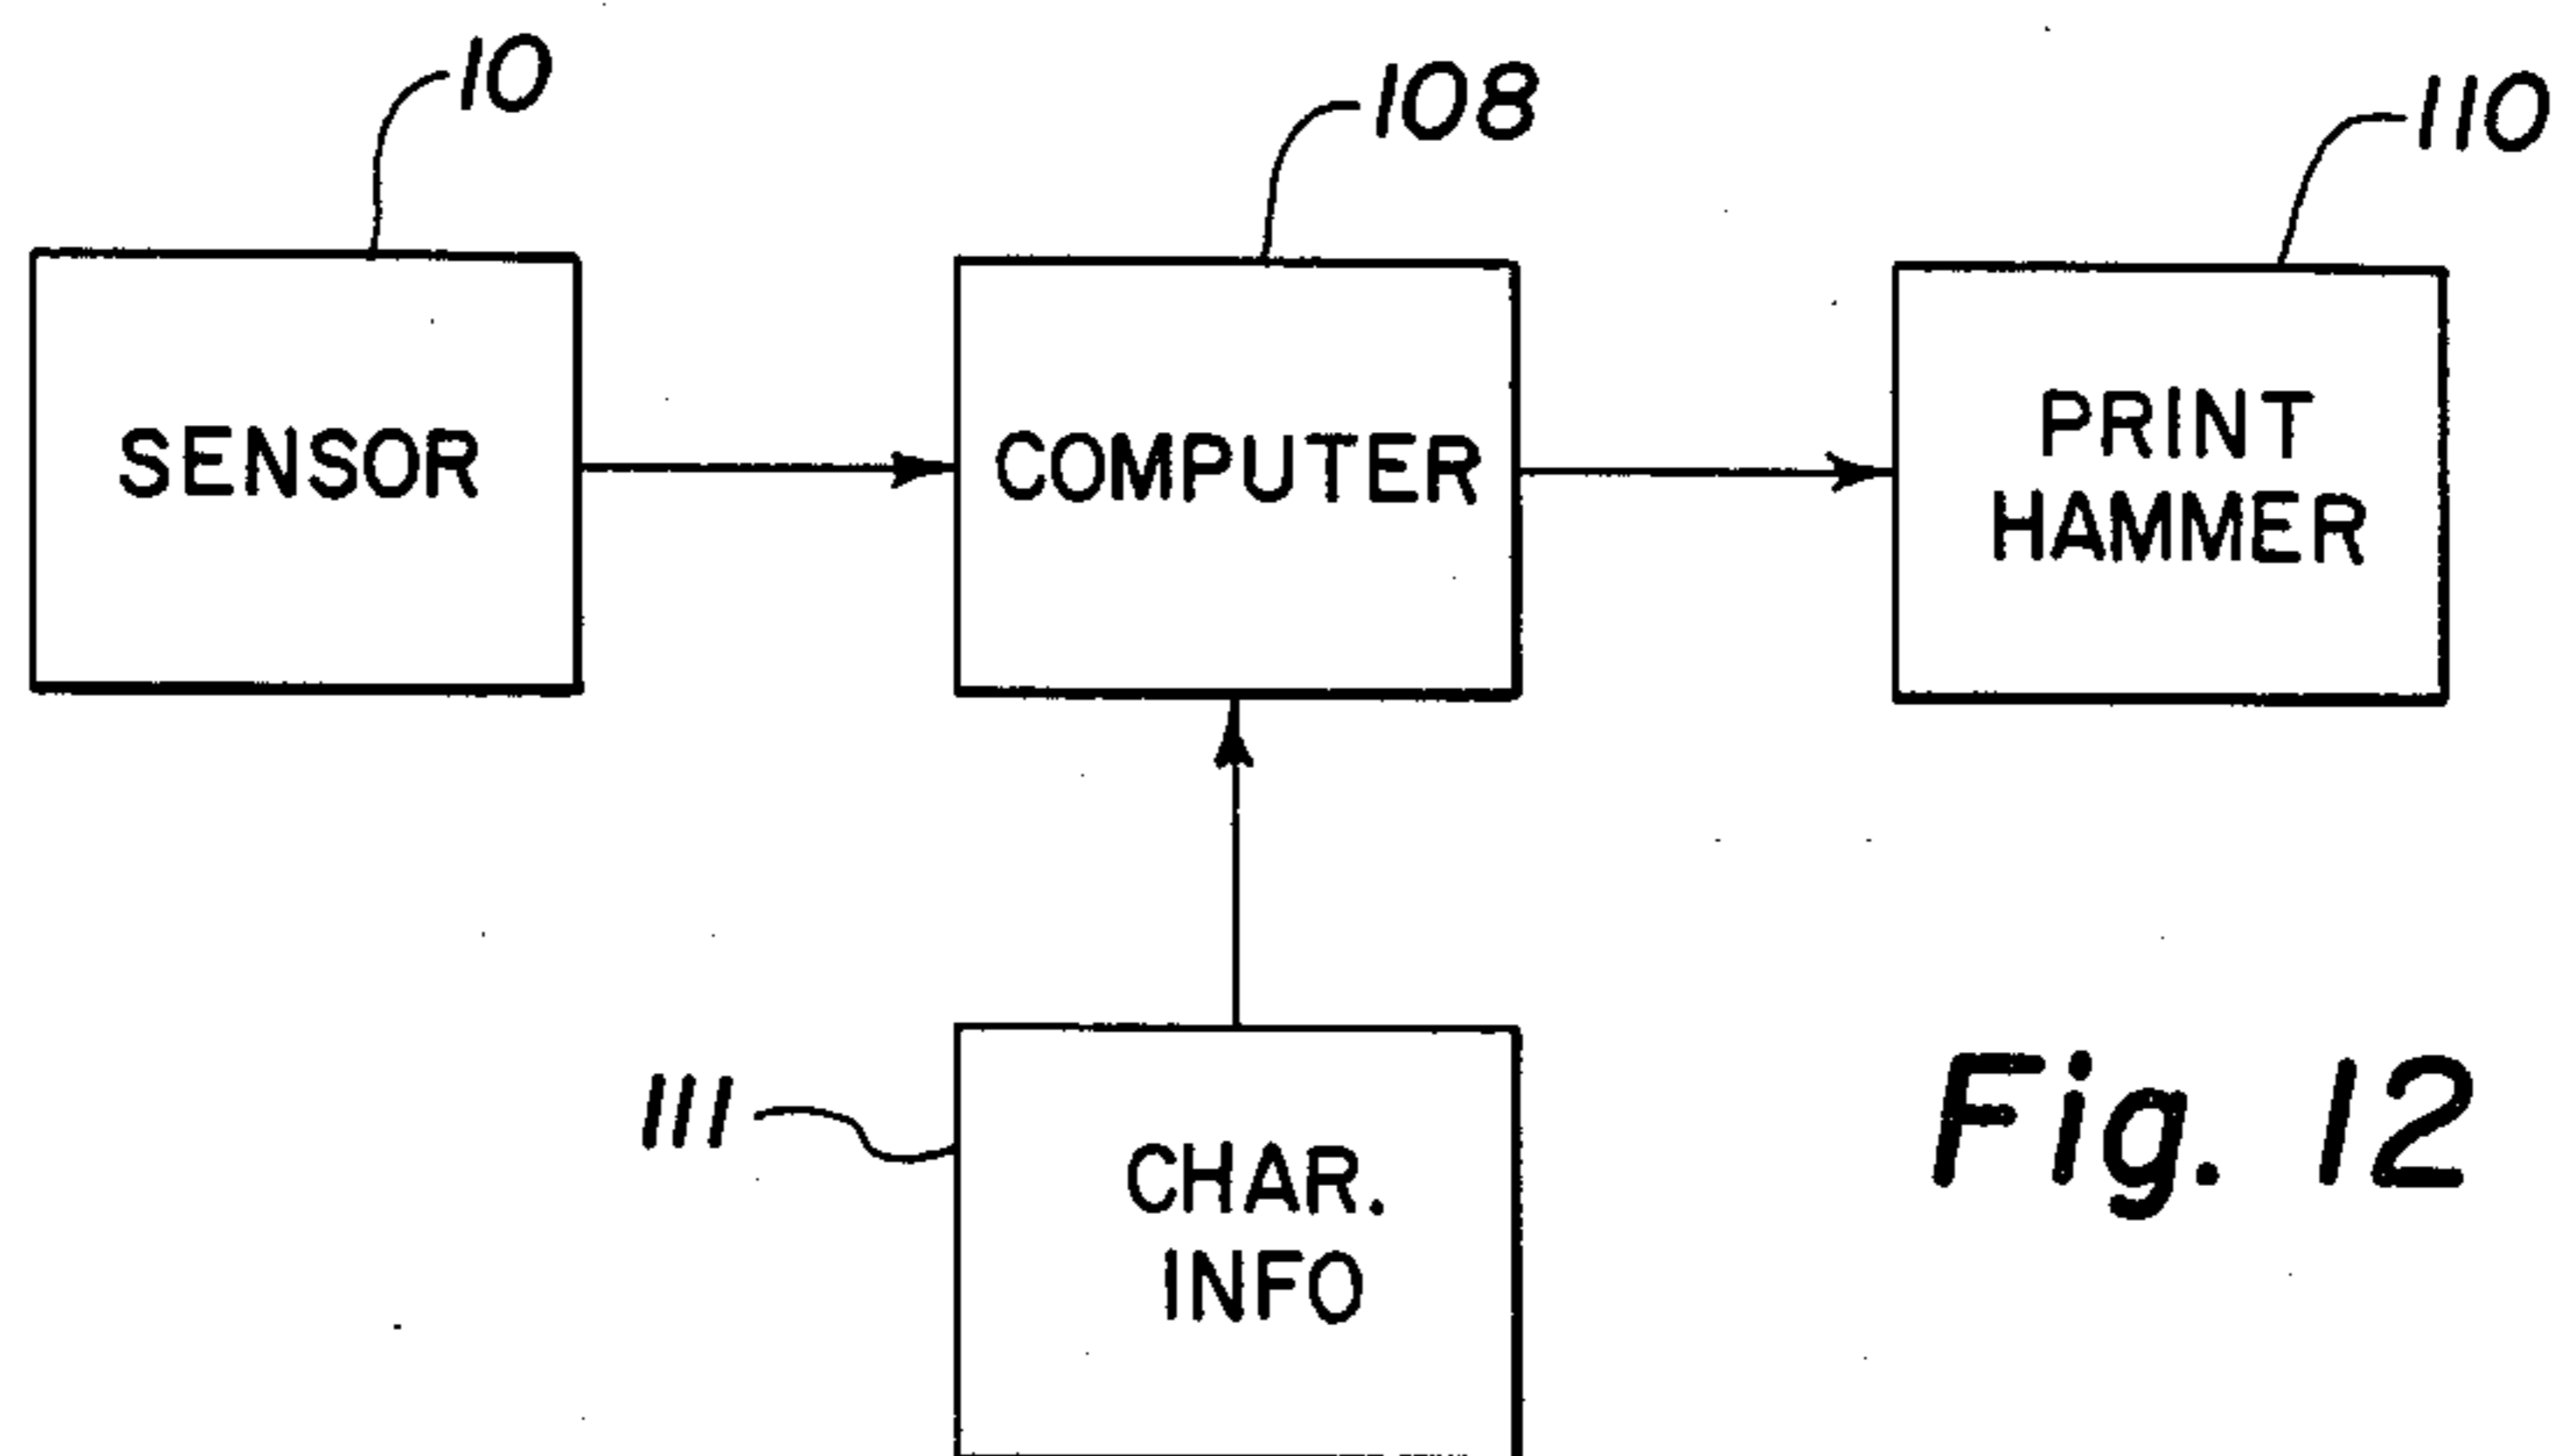 10
108
110
SENSOR
COMPUTER
PRINT
HAMMER
111
CHAR.
INFO
Fig. 12